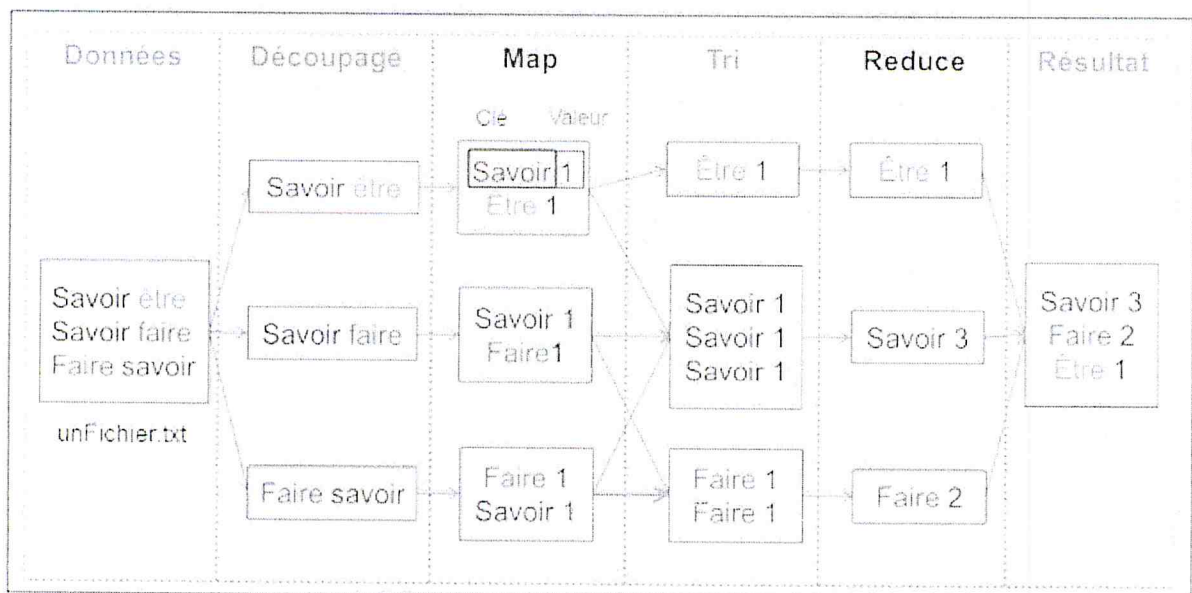 Données
Découpage
Map
Tri
Reduce
Résultat
Clé Valeur
Savoir être
Savoir 1
Être 1
Être 1
Être 1
Savoir être
Savoir faire
Faire savoir
unFichier.txt
Savoir faire
Savoir 1
Faire1
Savoir 1
Savoir 1
Savoir 1
Savoir 3
Savoir 3
Faire 2
Être 1
Faire savoir
Faire 1
Savoir 1
Faire 1
Faire 1
Faire 2